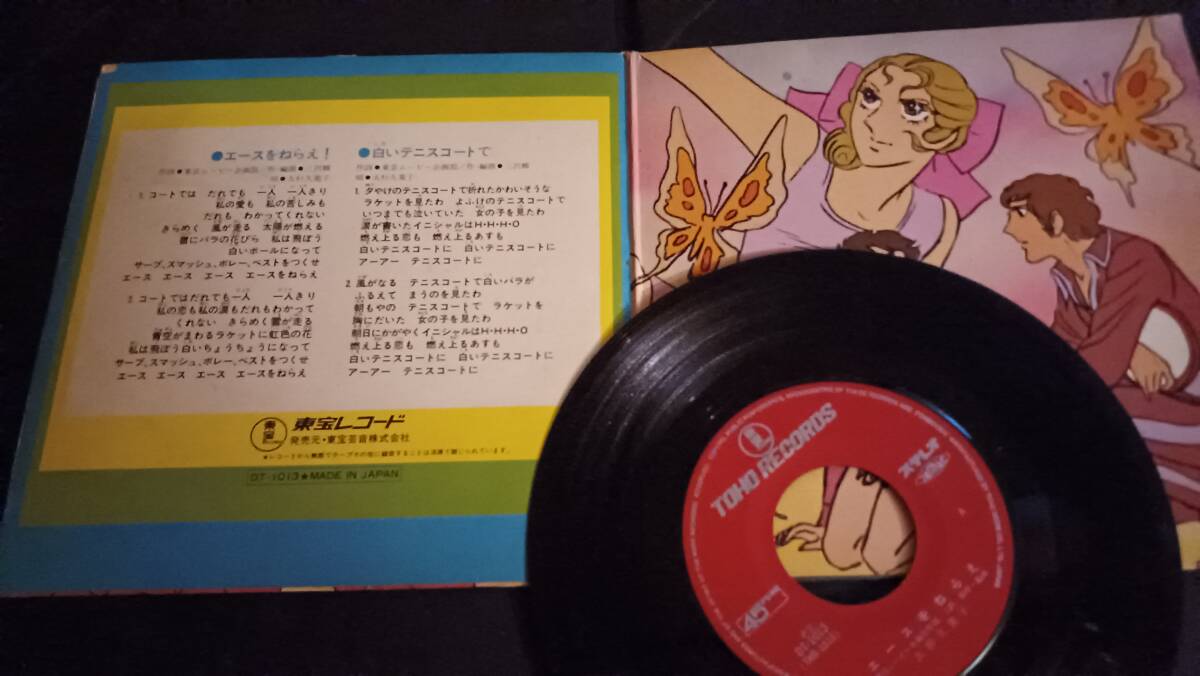 ●エースをねらえ!
1. コートでは だれでも 一人 一人きり
私の愛も 私の苦しみも
だれも わかってくれない
きらめく 風が走る 太陽が燃える
唇にバラの花びら 私は飛ぼう
白いボールになって
サーブ、スマッシュ、ボレー、ベストをつくせ
エース エース エース エースをねらえ
2. コートではだれでも一人 一人きり
私の恋も私の涙もだれもわかって
くれない きらめく雲が走る
青空がまわるラケットに虹色の花
私は飛ぼう白いちょうちょうになって
サーブ、スマッシュ、ボレー、ベストをつくせ
エース エース エース エースをねらえ
●白いテニスコートで
1. 夕やけのテニスコートで折れたかわいそうな
ラケットを見たわ よふけのテニスコートで
いつまでも泣いていた 女の子を見たわ
涙が書いたイニシャルはH・H・H・O
燃え上る恋も 燃え上るあすも
白いテニスコートに 白いテニスコートに
アーアー テニスコートに
2. 風がなる テニスコートで白いバラが
ふるえて まうのを見たわ
朝もやの テニスコートで ラケットを
胸にだいた 女の子を見たわ
朝日にかがやくイニシャルはH・H・H・O
燃え上る恋も 燃え上るあすも
白いテニスコートに 白いテニスコートに
アーアー テニスコートに
東宝レコード
発売元・東宝芸音株式会社
DT-1013★MADE IN JAPAN
TOHO RECORDS
ステレオ
45
エースをねらえ